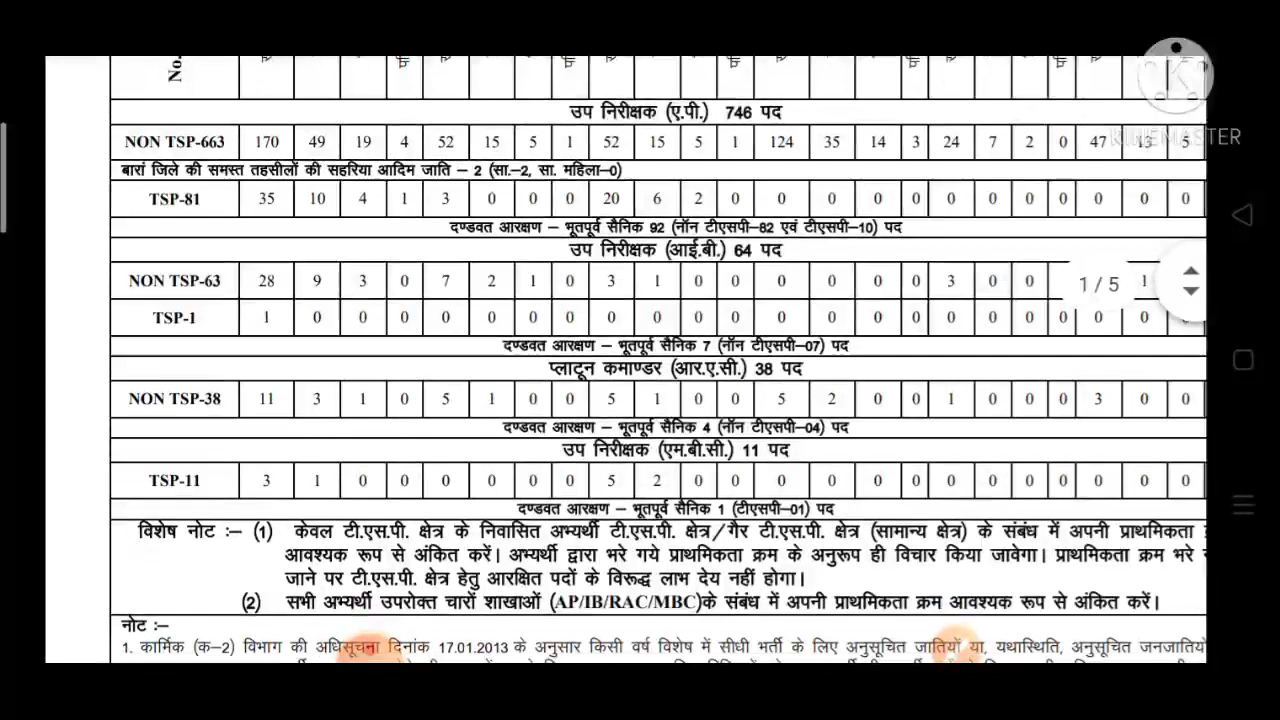 No.
KINEMASTER
उप निरीक्षक (ए.पी.) 746 पद
NON TSP-663 170 49 19 4 52 15 5 1 52 15 5 1 124 35 14 3 24 7 2 0 47 13 5
बारां जिले की समस्त तहसीलों की सहरिया आदिम जाति – 2 (सा.–2, सा. महिला–0)
TSP-81 35 10 4 1 3 0 0 0 20 6 2 0 0 0 0 0 0 0 0 0 0 0 0
दण्डवत आरक्षण – भूतपूर्व सैनिक 92 (नॉन टीएसपी–82 एवं टीएसपी–10) पद
उप निरीक्षक (आई.बी.) 64 पद
NON TSP-63 28 9 3 0 7 2 1 0 3 1 0 0 0 0 0 0 3 0 0 1
1 / 5
TSP-1 1 0 0 0 0 0 0 0 0 0 0 0 0 0 0 0 0 0 0 0 0 0 0
दण्डवत आरक्षण – भूतपूर्व सैनिक 7 (नॉन टीएसपी–07) पद
प्लाटून कमाण्डर (आर.ए.सी.) 38 पद
NON TSP-38 11 3 1 0 5 1 0 0 5 1 0 0 5 2 0 0 1 0 0 0 3 0 0
दण्डवत आरक्षण – भूतपूर्व सैनिक 4 (नॉन टीएसपी–04) पद
उप निरीक्षक (एम.बी.सी.) 11 पद
TSP-11 3 1 0 0 0 0 0 0 5 2 0 0 0 0 0 0 0 0 0 0 0 0 0
दण्डवत आरक्षण – भूतपूर्व सैनिक 1 (टीएसपी–01) पद
विशेष नोट :– (1) केवल टी.एस.पी. क्षेत्र के निवासित अभ्यर्थी टी.एस.पी. क्षेत्र/गैर टी.एस.पी. क्षेत्र (सामान्य क्षेत्र) के संबंध में अपनी प्राथमिकता
आवश्यक रूप से अंकित करें। अभ्यर्थी द्वारा भरे गये प्राथमिकता क्रम के अनुरूप ही विचार किया जावेगा। प्राथमिकता क्रम भरे
जाने पर टी.एस.पी. क्षेत्र हेतु आरक्षित पदों के विरूद्ध लाभ देय नहीं होगा।
(2) सभी अभ्यर्थी उपरोक्त चारों शाखाओं (AP/IB/RAC/MBC)के संबंध में अपनी प्राथमिकता क्रम आवश्यक रूप से अंकित करें।
नोट :–
1. कार्मिक (क–2) विभाग की अधिसूचना दिनांक 17.01.2013 के अनुसार किसी वर्ष विशेष में सीधी भर्ती के लिए अनुसूचित जातियों या, यथास्थिति, अनुसूचित जनजातियों